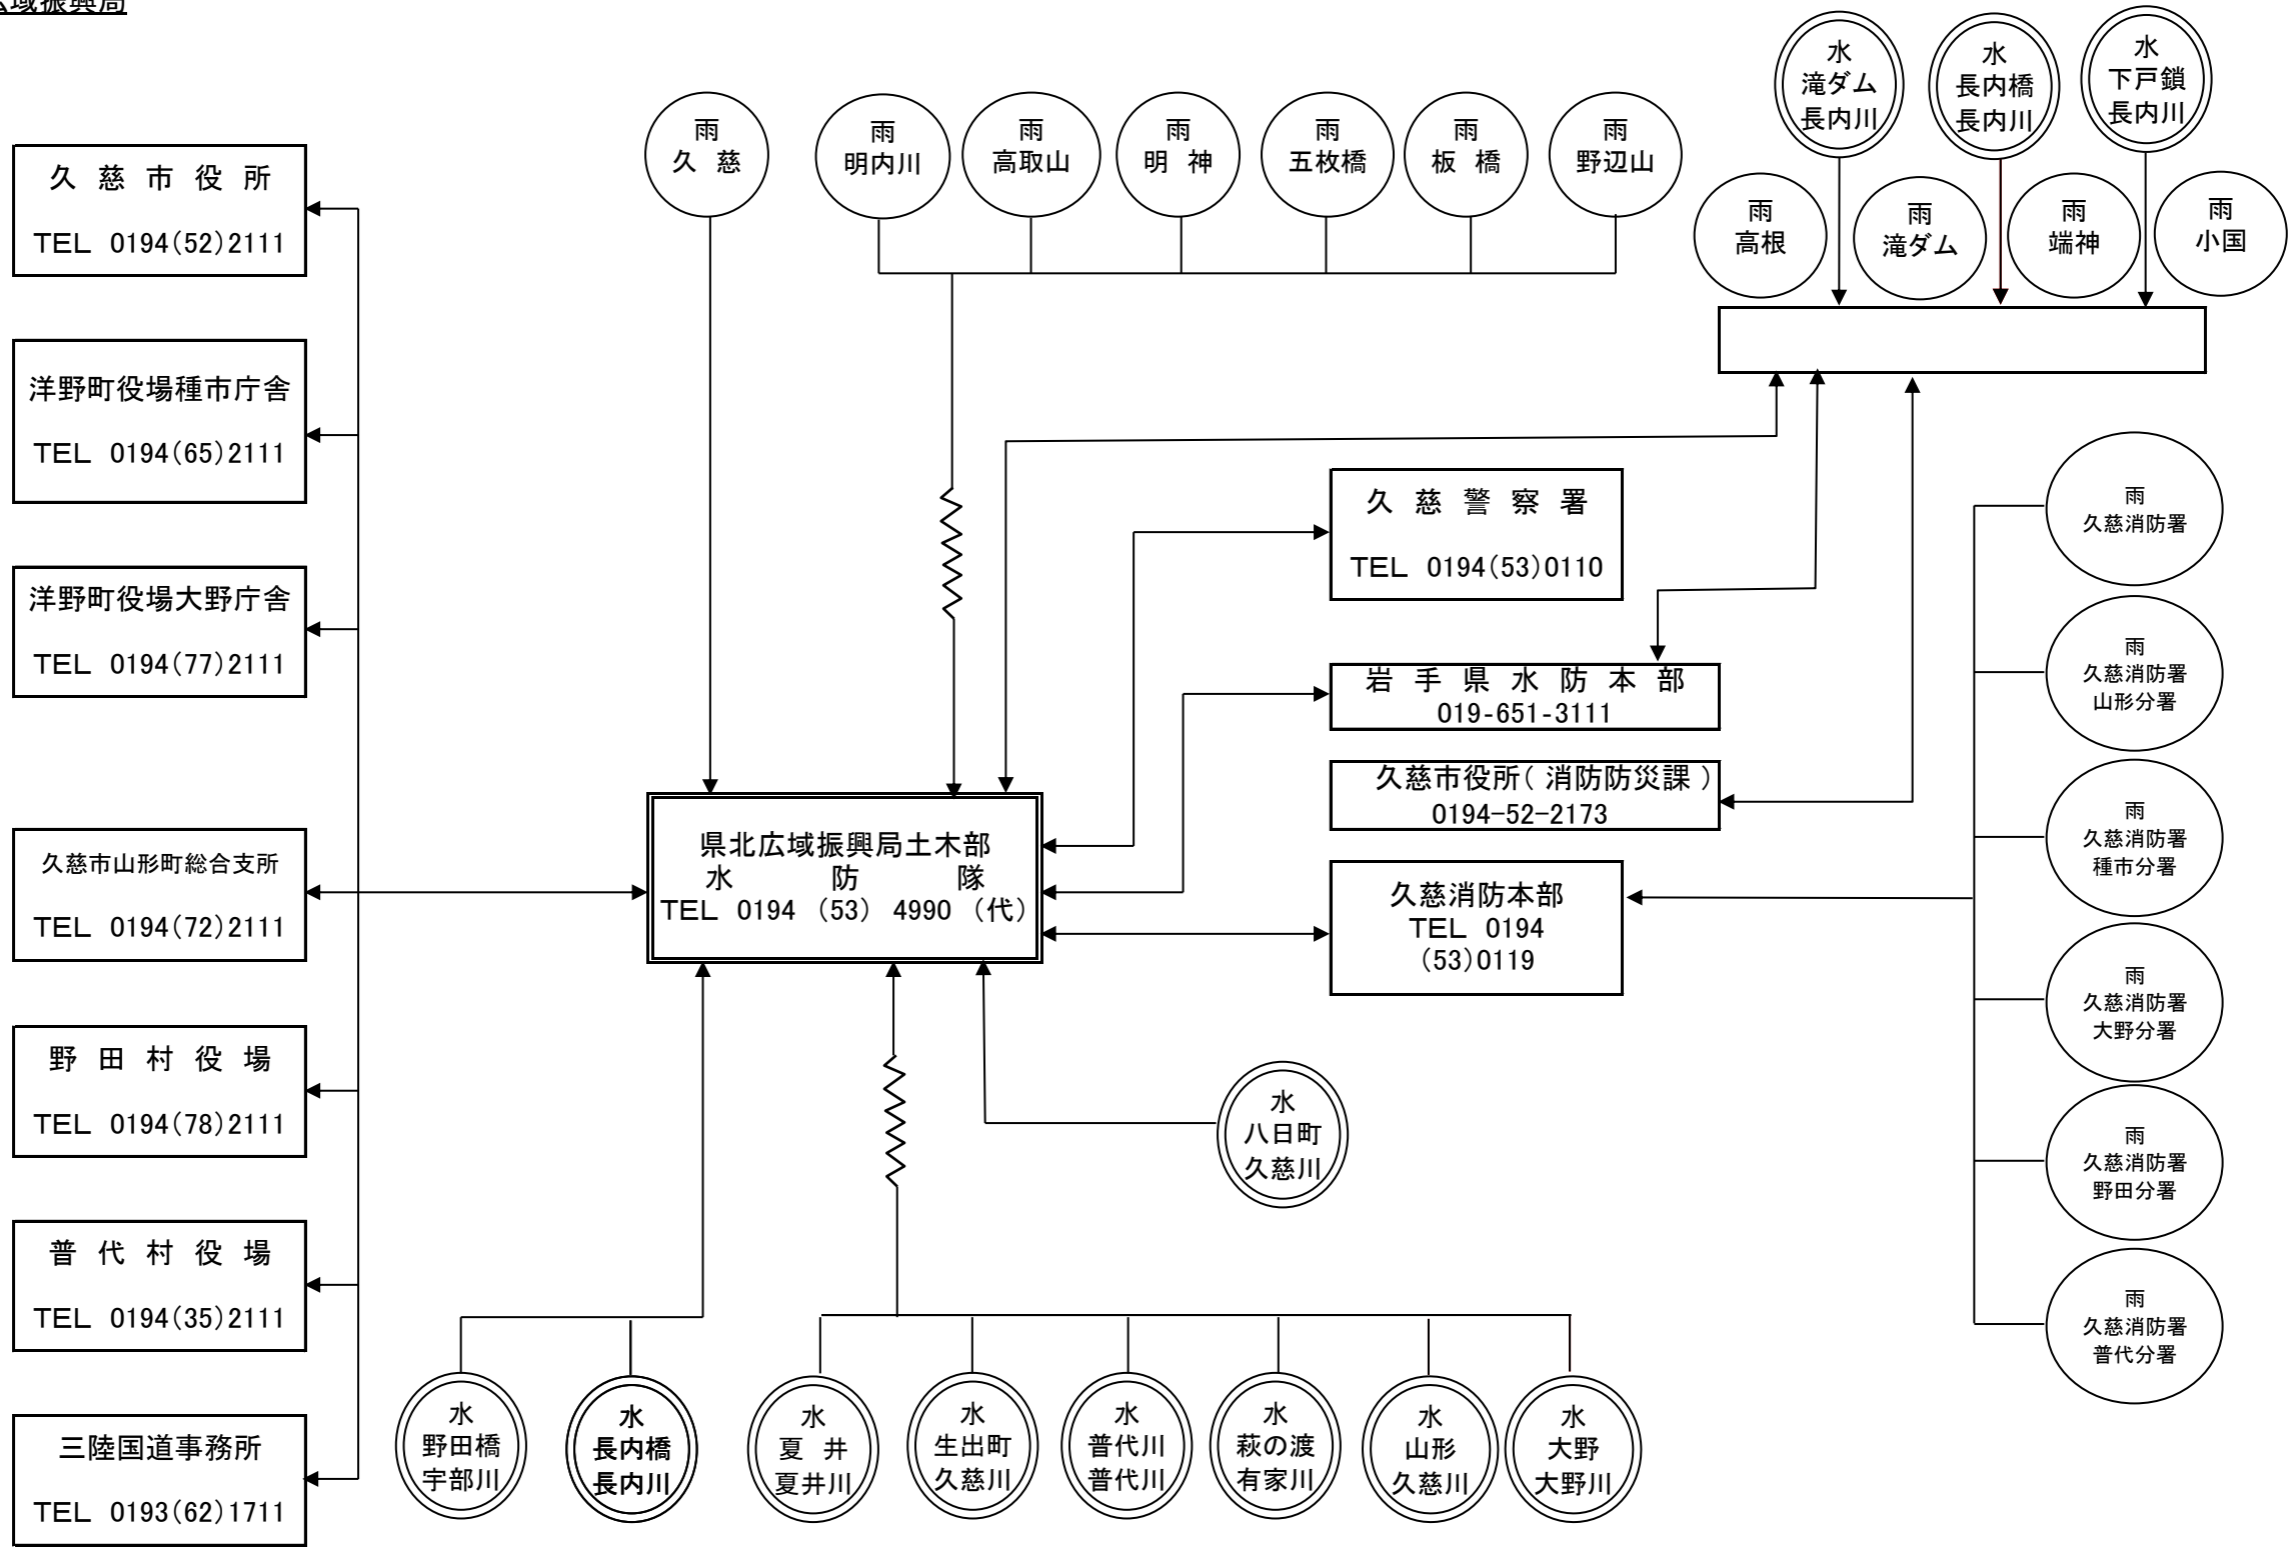 広域振興局
水
滝ダム
長内川
水
長内橋
長内川
水
下戸鎖
長内川
雨
久 慈
雨
明内川
雨
高取山
雨
明 神
雨
五枚橋
雨
板 橋
雨
野辺山
雨
高根
雨
滝ダム
雨
端神
雨
小国
久 慈 市 役 所
TEL 0194(52)2111
洋野町役場種市庁舎
TEL 0194(65)2111
洋野町役場大野庁舎
TEL 0194(77)2111
久慈市山形町総合支所
TEL 0194(72)2111
野 田 村 役 場
TEL 0194(78)2111
普 代 村 役 場
TEL 0194(35)2111
三陸国道事務所
TEL 0193(62)1711
県北広域振興局土木部
水 防 隊
TEL 0194 (53) 4990 (代)
久 慈 警 察 署
TEL 0194(53)0110
岩 手 県 水 防 本 部
019-651-3111
久慈市役所( 消防防災課 )
0194-52-2173
久慈消防本部
TEL 0194
(53)0119
雨
久慈消防署
雨
久慈消防署
山形分署
雨
久慈消防署
種市分署
雨
久慈消防署
大野分署
雨
久慈消防署
野田分署
雨
久慈消防署
普代分署
水
八日町
久慈川
水
野田橋
宇部川
水
長内橋
長内川
水
夏 井
夏井川
水
生出町
久慈川
水
普代川
普代川
水
萩の渡
有家川
水
山形
久慈川
水
大野
大野川